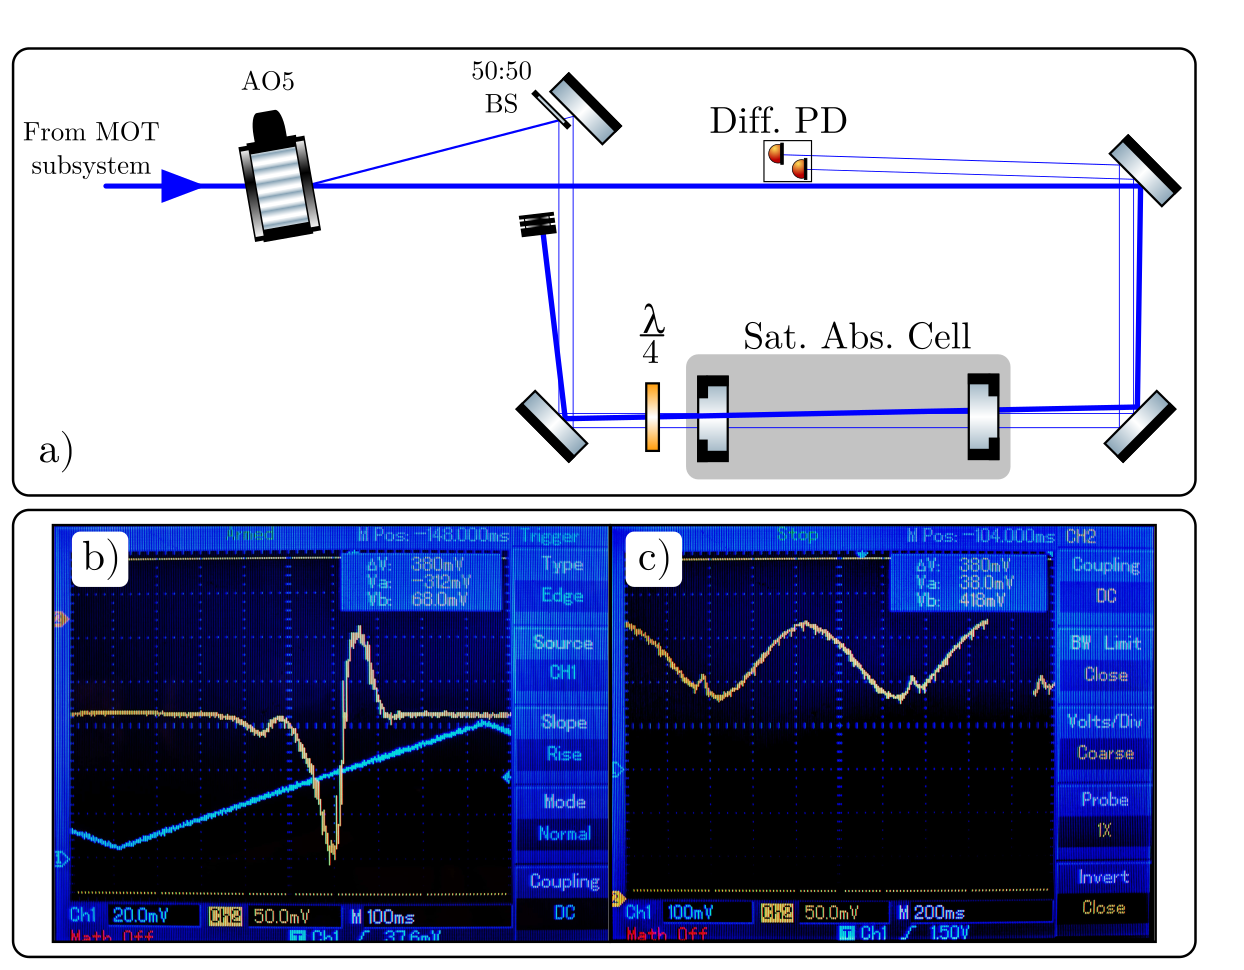 AO5
50:50
BS
From MOT
subsystem
Diff. PD
λ
4
Sat. Abs. Cell
a)
b)
Armed
M Pos: -148.000ms
Trigger
ΔV: 380mV
Va: -312mV
Vb: 68.0mV
Type
Edge
Source
CH1
Slope
Rise
Mode
Normal
Coupling
DC
Ch1 20.0mV
CH2 50.0mV
M 100ms
Math Off
T Ch1
37.6mV
c)
Stop
M Pos: -104.000ms
CH2
ΔV: 380mV
Va: 38.0mV
Vb: 418mV
Coupling
DC
BW Limit
Close
Volts/Div
Coarse
Probe
1X
Invert
Close
Ch1 100mV
CH2 50.0mV
M 200ms
Math Off
T Ch1
1.50V